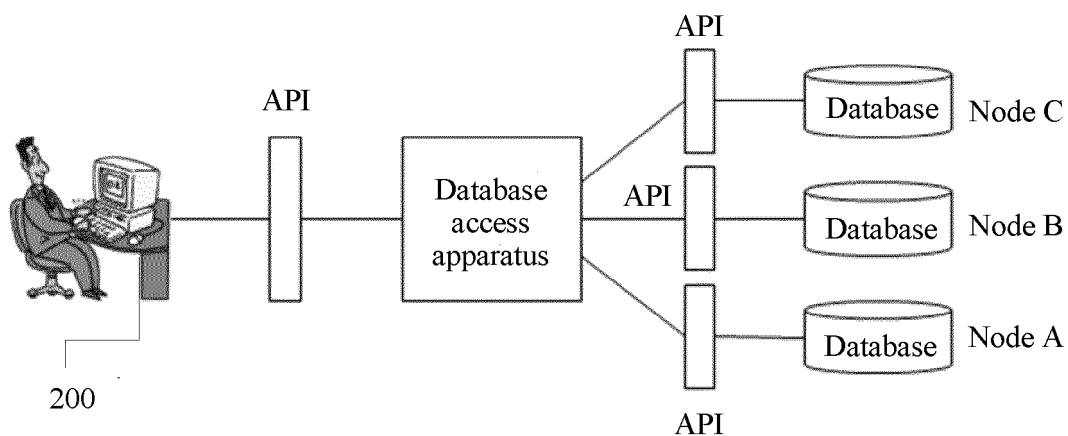 API
Database
Node C
API
Database
access
apparatus
API
Database
Node B
Database
Node A
API
200